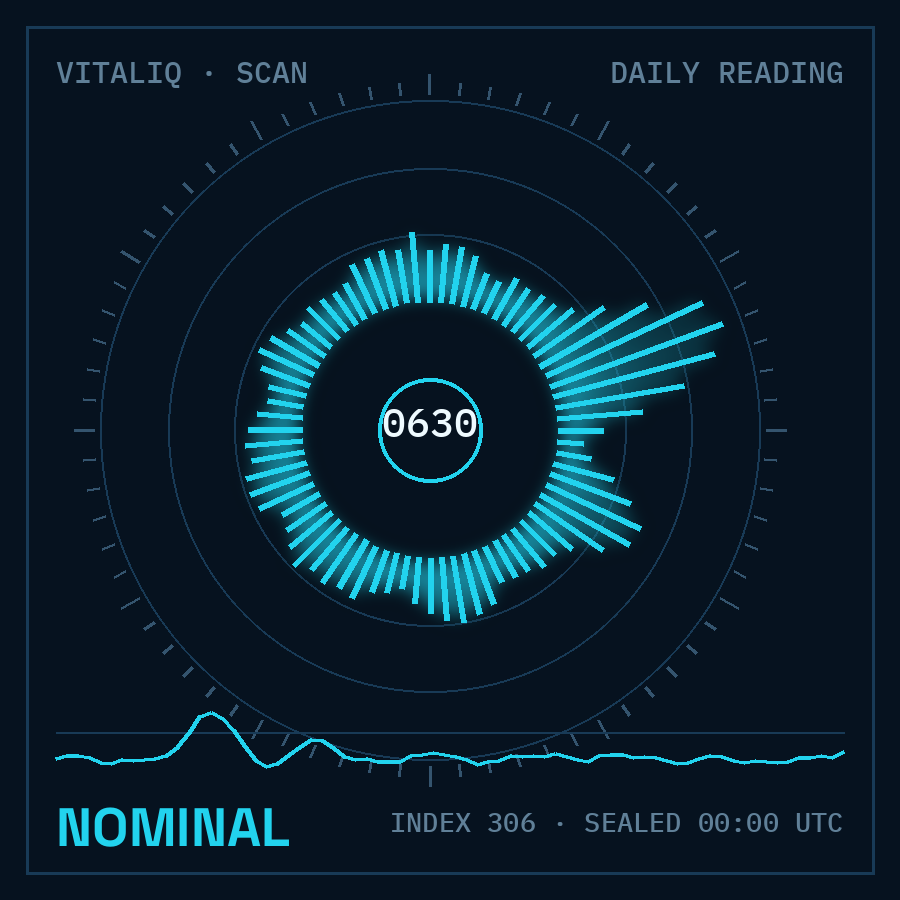 VITALIQ · SCAN
DAILY READING
0630
NOMINAL
INDEX 306 · SEALED 00:00 UTC